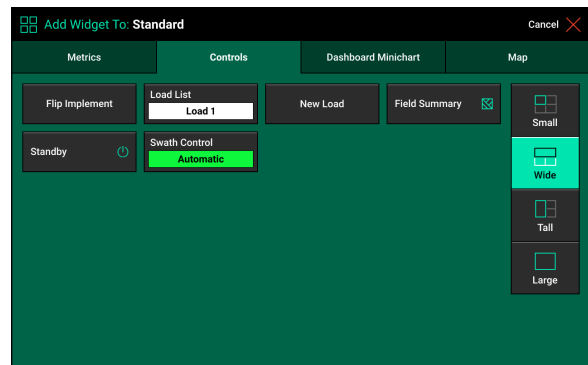 Add Widget To: Standard
Cancel
Metrics
Controls
Dashboard Minichart
Map
Flip Implement
Load List
Load 1
New Load
Field Summary
Small
Standby
Swath Control
Automatic
Wide
Tall
Large